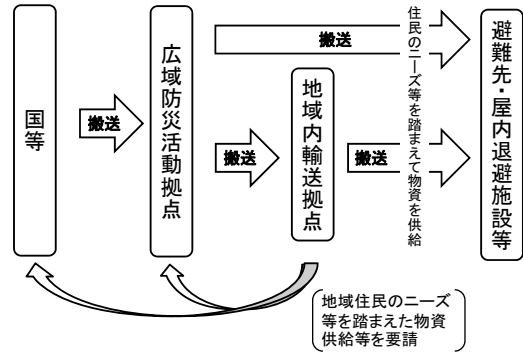 国等
搬送
広域防災活動拠点
搬送
搬送
地域内輸送拠点
搬送
住民のニーズ等を踏まえて物資を供給
避難先・屋内退避施設等
地域住民のニーズ
等を踏まえた物資
供給等を要請